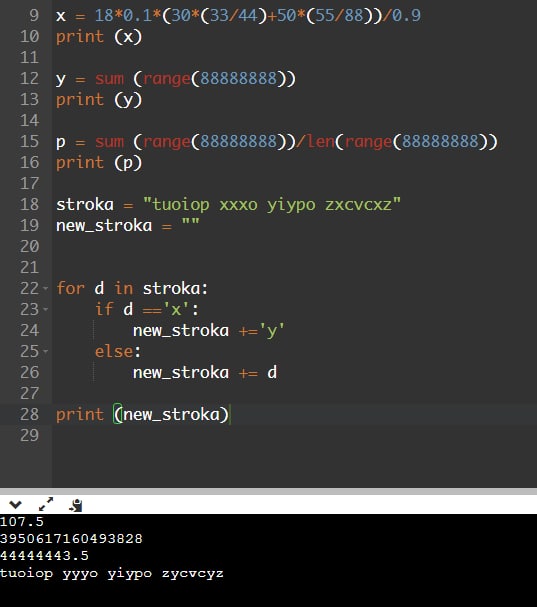 9 x = 18*0.1*(30*(33/44)+50*(55/88))/0.9
10 print (x)
11
12 y = sum (range(88888888))
13 print (y)
14
15 p = sum (range(88888888))/len(range(88888888))
16 print (p)
17
18 stroka = "tuoiop xxxo yiypo zxcvcxz"
19 new_stroka = ""
20
21
22 for d in stroka:
23 if d =='x':
24 new_stroka +='y'
25 else:
26 new_stroka += d
27
28 print (new_stroka)
29
107.5
3950617160493828
44444443.5
tuoiop yyyo yiypo zycvcyz